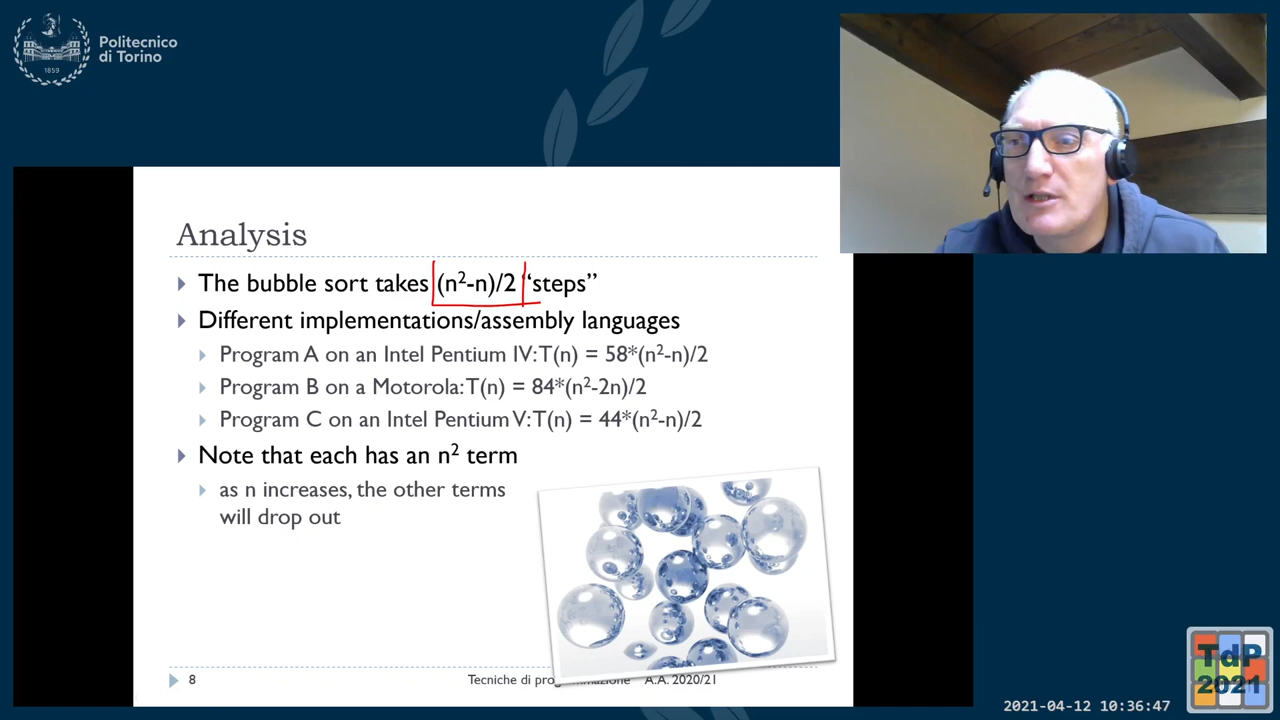 Politecnico
di Torino
1859
Analysis
The bubble sort takes (n²-n)/2 “steps”
Different implementations/assembly languages
Program A on an Intel Pentium IV: T(n) = 58*(n²-n)/2
Program B on a Motorola: T(n) = 84*(n²-2n)/2
Program C on an Intel Pentium V: T(n) = 44*(n²-n)/2
Note that each has an n² term
as n increases, the other terms
will drop out
8
Tecniche di programmazione A.A. 2020/21
TdP
2021
2021-04-12 10:36:47